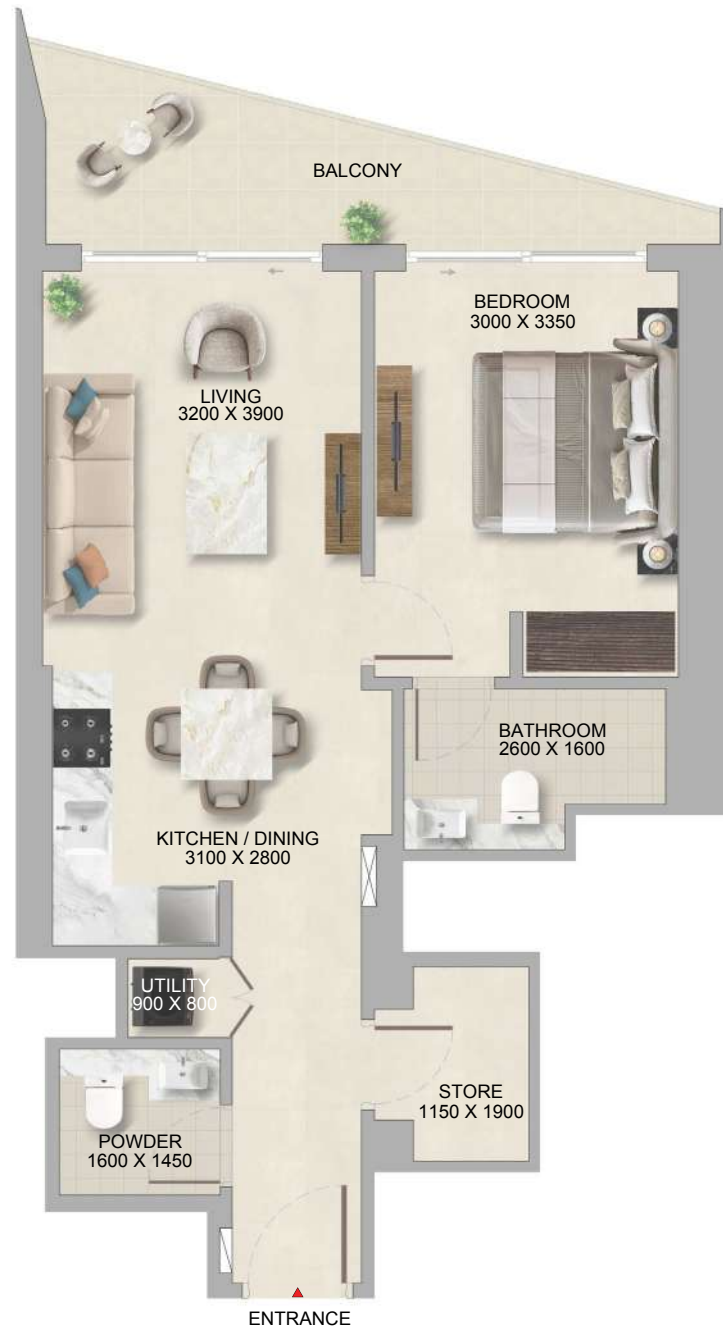 BALCONY
BEDROOM
3000 X 3350
LIVING
3200 X 3900
BATHROOM
2600 X 1600
KITCHEN / DINING
3100 X 2800
UTILITY
900 X 800
STORE
1150 X 1900
POWDER
1600 X 1450
ENTRANCE